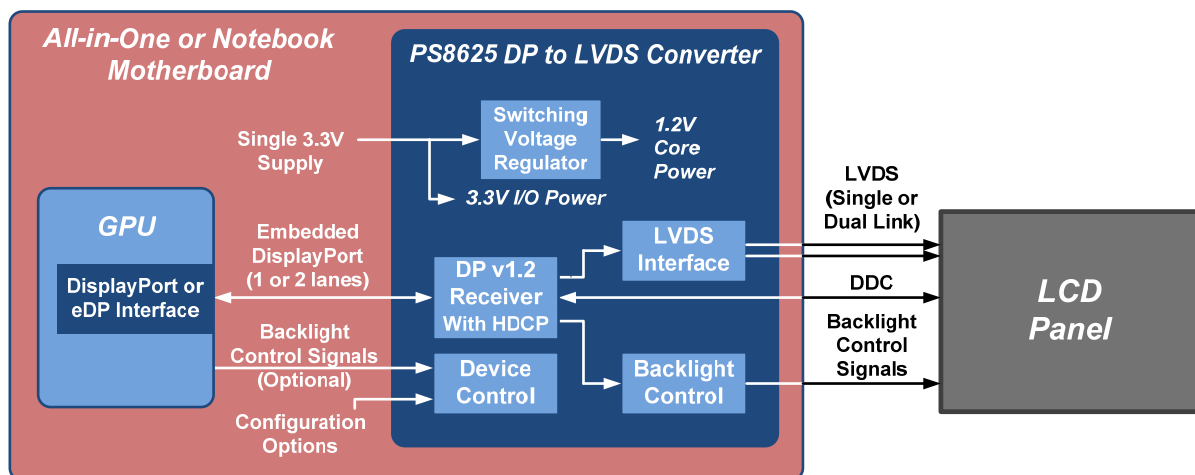 All-in-One or Notebook
Motherboard
PS8625 DP to LVDS Converter
Single 3.3V
Supply
Switching
Voltage
Regulator
1.2V
Core
Power
3.3V I/O Power
GPU
DisplayPort or
eDP Interface
Embedded
DisplayPort
(1 or 2 lanes)
Backlight
Control Signals
(Optional)
Configuration
Options
DP v1.2
Receiver
With HDCP
Device
Control
LVDS
Interface
Backlight
Control
LVDS
(Single or
Dual Link)
DDC
Backlight
Control
Signals
LCD
Panel